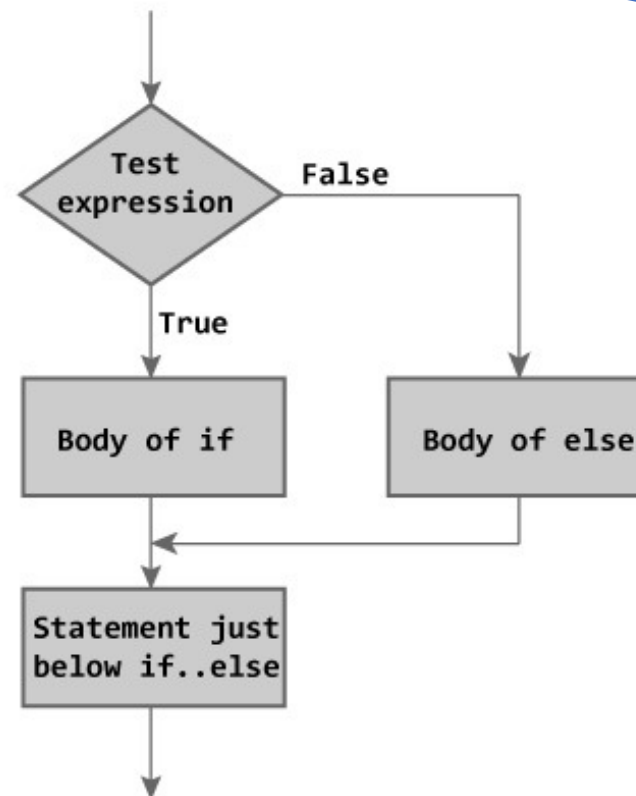 Test
expression
False
True
Body of if
Body of else
Statement just
below if..else